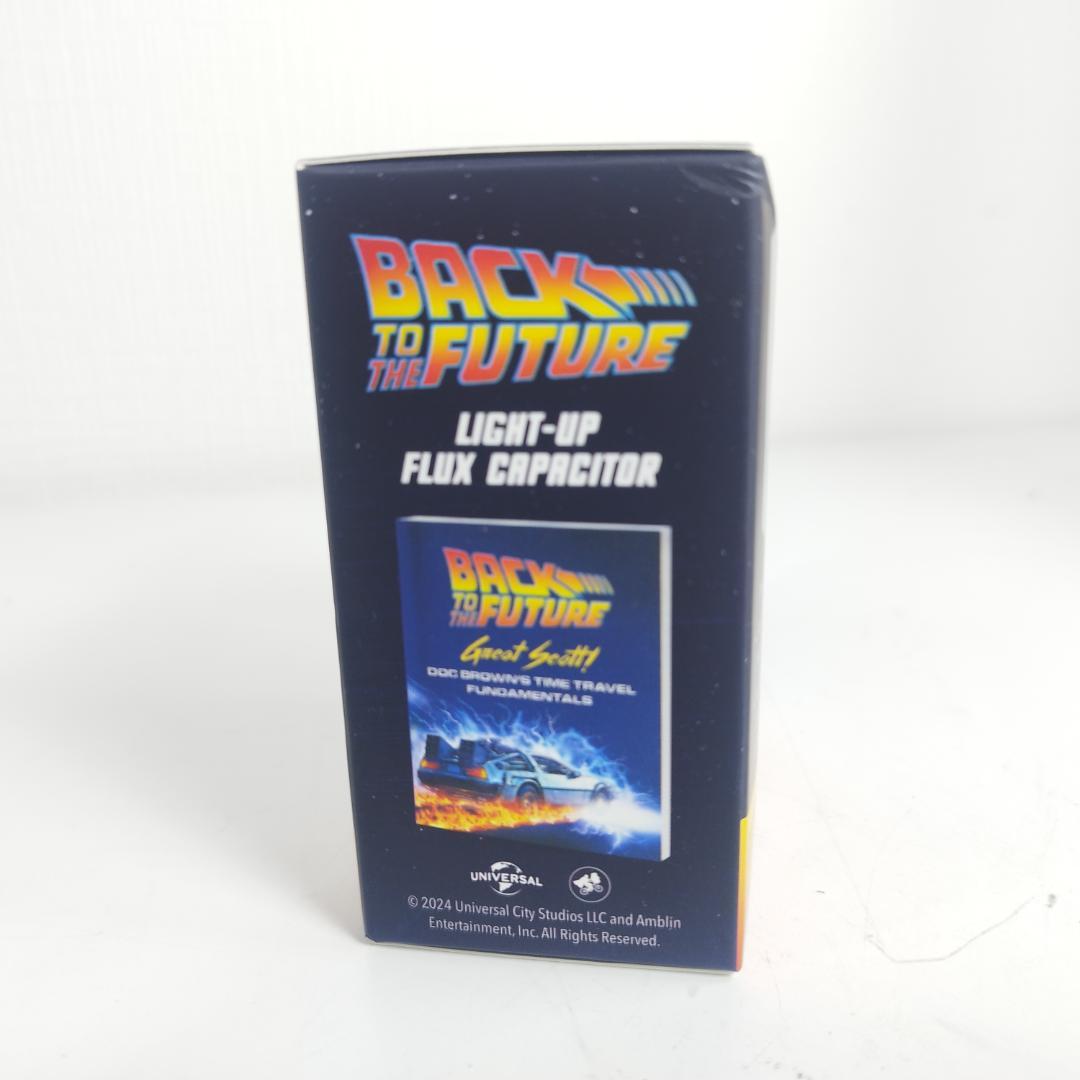 BACK
TO
THE FUTURE
LIGHT-UP
FLUX CAPACITOR
BACK
TO
THE FUTURE
Great Scott!
DOC BROWN'S TIME TRAVEL
FUNDAMENTALS
UNIVERSAL
© 2024 Universal City Studios LLC and Amblin
Entertainment, Inc. All Rights Reserved.